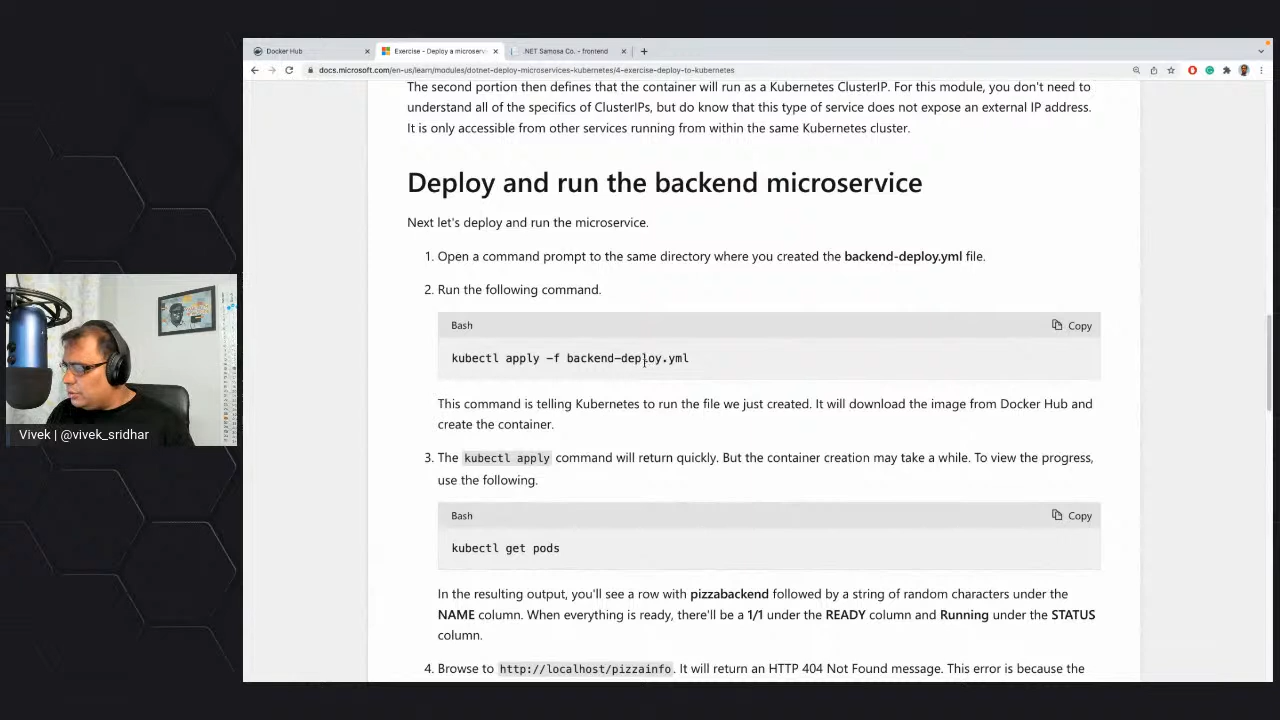 Docker Hub
Exercise - Deploy a microserv
.NET Samosa Co. - frontend
docs.microsoft.com/en-us/learn/modules/dotnet-deploy-microservices-kubernetes/4-exercise-deploy-to-kubernetes
The second portion then defines that the container will run as a Kubernetes ClusterIP. For this module, you don't need to
understand all of the specifics of ClusterIPs, but do know that this type of service does not expose an external IP address.
It is only accessible from other services running from within the same Kubernetes cluster.
Deploy and run the backend microservice
Next let's deploy and run the microservice.
1. Open a command prompt to the same directory where you created the backend-deploy.yml file.
2. Run the following command.
Bash
Copy
kubectl apply -f backend-deploy.yml
This command is telling Kubernetes to run the file we just created. It will download the image from Docker Hub and
create the container.
3. The kubectl apply command will return quickly. But the container creation may take a while. To view the progress,
use the following.
Bash
Copy
kubectl get pods
In the resulting output, you'll see a row with pizzabackend followed by a string of random characters under the
NAME column. When everything is ready, there'll be a 1/1 under the READY column and Running under the STATUS
column.
4. Browse to http://localhost/pizzainfo. It will return an HTTP 404 Not Found message. This error is because the
Vivek | @vivek_sridhar